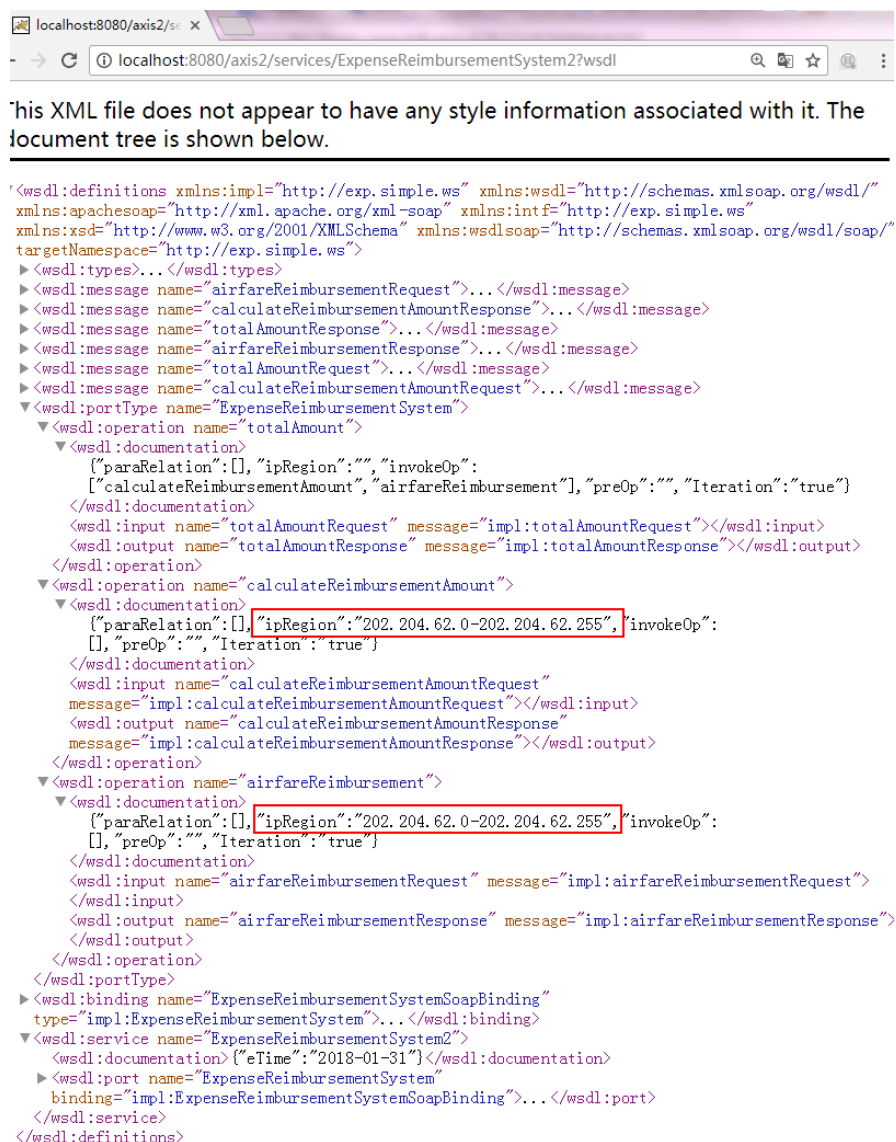 localhost:8080/axis2/se
localhost:8080/axis2/services/ExpenseReimbursementSystem2?wsdl
This XML file does not appear to have any style information associated with it. The
document tree is shown below.
<wsdl:definitions xmlns:impl="http://exp.simple.ws" xmlns:wsdl="http://schemas.xmlsoap.org/wsdl/"
xmlns:apachesoap="http://xml.apache.org/xml-soap" xmlns:intf="http://exp.simple.ws"
xmlns:xsd="http://www.w3.org/2001/XMLSchema" xmlns:wsdlsoap="http://schemas.xmlsoap.org/wsdl/soap/"
targetNamespace="http://exp.simple.ws">
<wsdl:types>...</wsdl:types>
<wsdl:message name="airfareReimbursementRequest">...</wsdl:message>
<wsdl:message name="calculateReimbursementAmountResponse">...</wsdl:message>
<wsdl:message name="totalAmountResponse">...</wsdl:message>
<wsdl:message name="airfareReimbursementResponse">...</wsdl:message>
<wsdl:message name="totalAmountRequest">...</wsdl:message>
<wsdl:message name="calculateReimbursementAmountRequest">...</wsdl:message>
<wsdl:portType name="ExpenseReimbursementSystem">
<wsdl:operation name="totalAmount">
<wsdl:documentation>
{"paraRelation":[],"ipRegion":"","invokeOp":
["calculateReimbursementAmount","airfareReimbursement"],"preOp":"","Iteration":"true"}
</wsdl:documentation>
<wsdl:input name="totalAmountRequest" message="impl:totalAmountRequest"></wsdl:input>
<wsdl:output name="totalAmountResponse" message="impl:totalAmountResponse"></wsdl:output>
</wsdl:operation>
<wsdl:operation name="calculateReimbursementAmount">
<wsdl:documentation>
{"paraRelation":[],"ipRegion":"202.204.62.0-202.204.62.255","invokeOp":
[],"preOp":"","Iteration":"true"}
</wsdl:documentation>
<wsdl:input name="calculateReimbursementAmountRequest"
message="impl:calculateReimbursementAmountRequest"></wsdl:input>
<wsdl:output name="calculateReimbursementAmountResponse"
message="impl:calculateReimbursementAmountResponse"></wsdl:output>
</wsdl:operation>
<wsdl:operation name="airfareReimbursement">
<wsdl:documentation>
{"paraRelation":[],"ipRegion":"202.204.62.0-202.204.62.255","invokeOp":
[],"preOp":"","Iteration":"true"}
</wsdl:documentation>
<wsdl:input name="airfareReimbursementRequest" message="impl:airfareReimbursementRequest">
</wsdl:input>
<wsdl:output name="airfareReimbursementResponse" message="impl:airfareReimbursementResponse">
</wsdl:output>
</wsdl:operation>
</wsdl:portType>
<wsdl:binding name="ExpenseReimbursementSystemSoapBinding"
type="impl:ExpenseReimbursementSystem">...</wsdl:binding>
<wsdl:service name="ExpenseReimbursementSystem2">
<wsdl:documentation>{"eTime":"2018-01-31"}</wsdl:documentation>
<wsdl:port name="ExpenseReimbursementSystem"
binding="impl:ExpenseReimbursementSystemSoapBinding">...</wsdl:port>
</wsdl:service>
</wsdl:definitions>